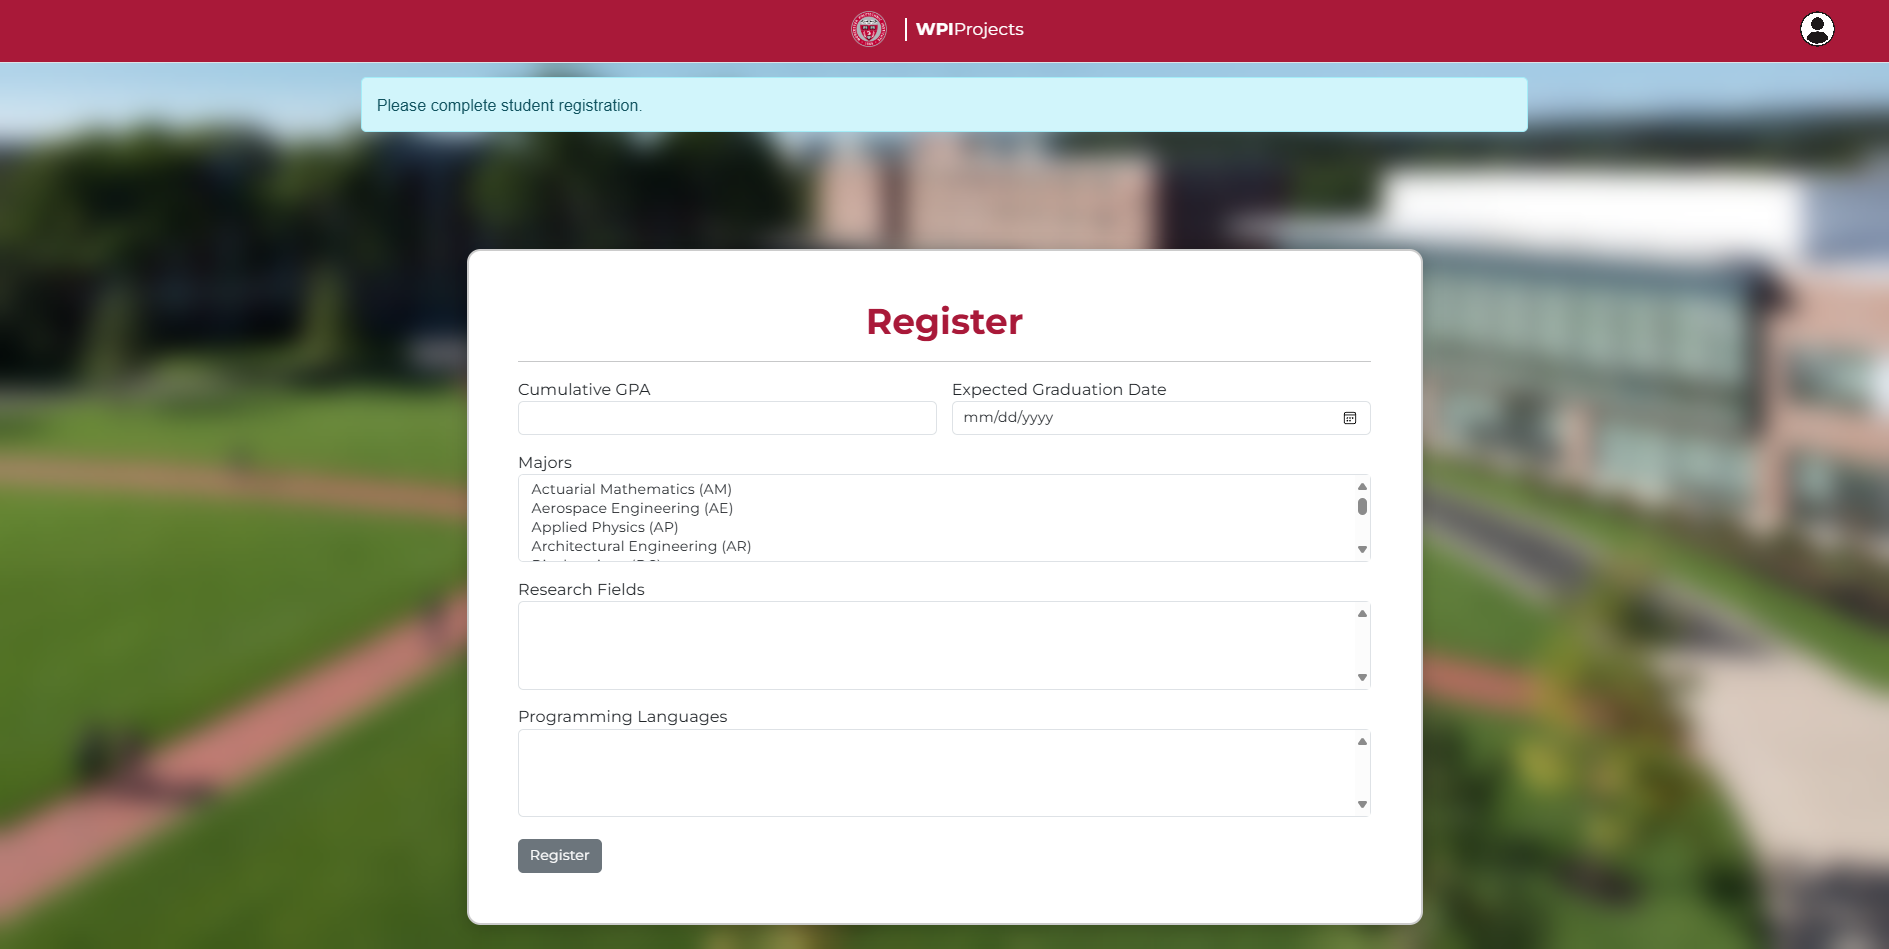 WPIProjects
Please complete student registration.
Register
Cumulative GPA
Expected Graduation Date
mm/dd/yyyy
Majors
Actuarial Mathematics (AM)
Aerospace Engineering (AE)
Applied Physics (AP)
Architectural Engineering (AR)
Research Fields
Programming Languages
Register